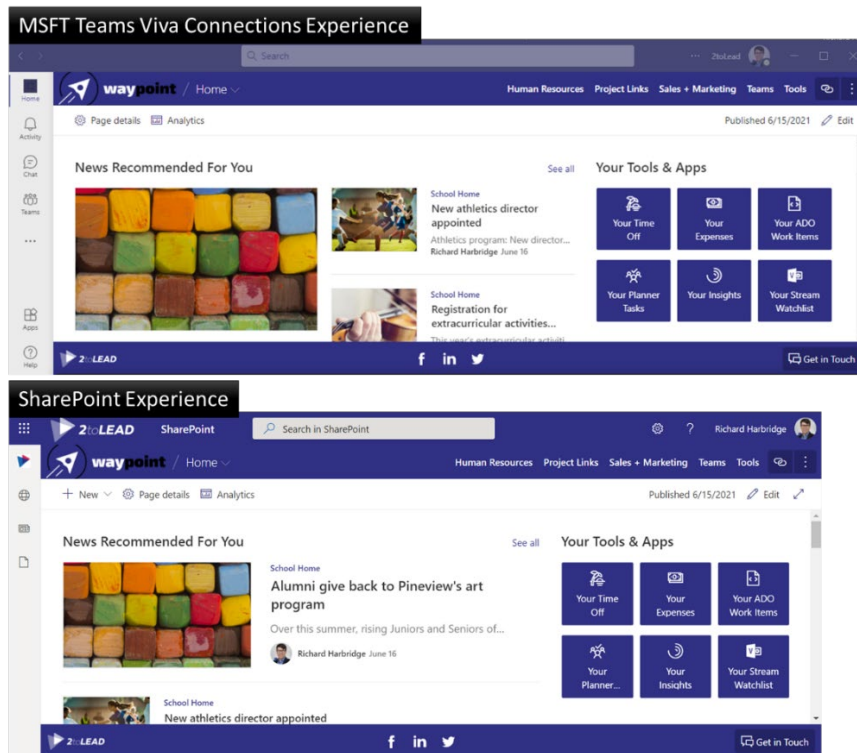 MSFT Teams Viva Connections Experience
Search
2toLead
Home
Activity
Chat
Teams
Apps
Help
waypoint / Home
Human Resources Project Links Sales + Marketing Teams Tools
Page details Analytics
Published 6/15/2021 Edit
News Recommended For You
See all
School Home
New athletics director
appointed
Athletics program: New director...
Richard Harbridge June 16
School Home
Registration for
extracurricular activities...
This year's extracurricular activiti...
Your Tools & Apps
Your Time
Off
Your
Expenses
Your ADO
Work Items
Your Planner
Tasks
Your Insights
Your Stream
Watchlist
2toLEAD
f in
Get in Touch
SharePoint Experience
2toLEAD SharePoint
Search in SharePoint
? Richard Harbridge
waypoint / Home
Human Resources Project Links Sales + Marketing Teams Tools
+ New Page details Analytics
Published 6/15/2021 Edit
News Recommended For You
See all
School Home
Alumni give back to Pineview's art
program
Over this summer, rising Juniors and Seniors of...
Richard Harbridge June 16
School Home
New athletics director appointed
Your Tools & Apps
Your Time
Off
Your
Expenses
Your ADO
Work Items
Your
Planner...
Your
Insights
Your Stream
Watchlist
2toLEAD
f in
Get in Touch